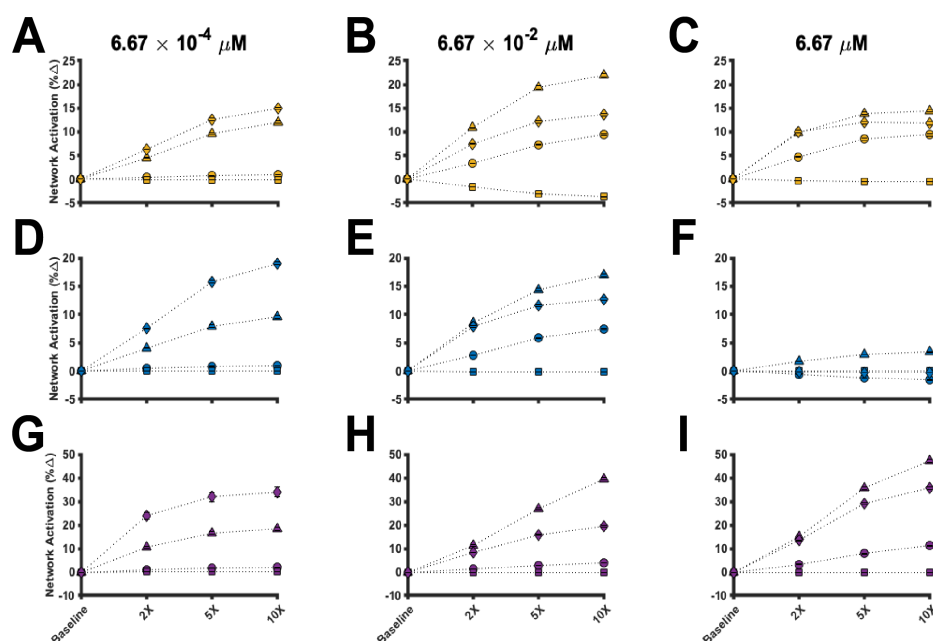 A
6.67 × 10⁻⁴ μM
B
6.67 × 10⁻² μM
C
6.67 μM
Network Activation (%△)
25
20
15
10
5
0
-5
25
20
15
10
5
0
-5
25
20
15
10
5
0
-5
D
E
F
Network Activation (%△)
20
15
10
5
0
-5
20
15
10
5
0
-5
20
15
10
5
0
-5
G
H
I
Network Activation (%△)
50
40
30
20
10
0
-10
50
40
30
20
10
0
-10
50
40
30
20
10
0
-10
Baseline
2X
5X
10X
Baseline
2X
5X
10X
Baseline
2X
5X
10X